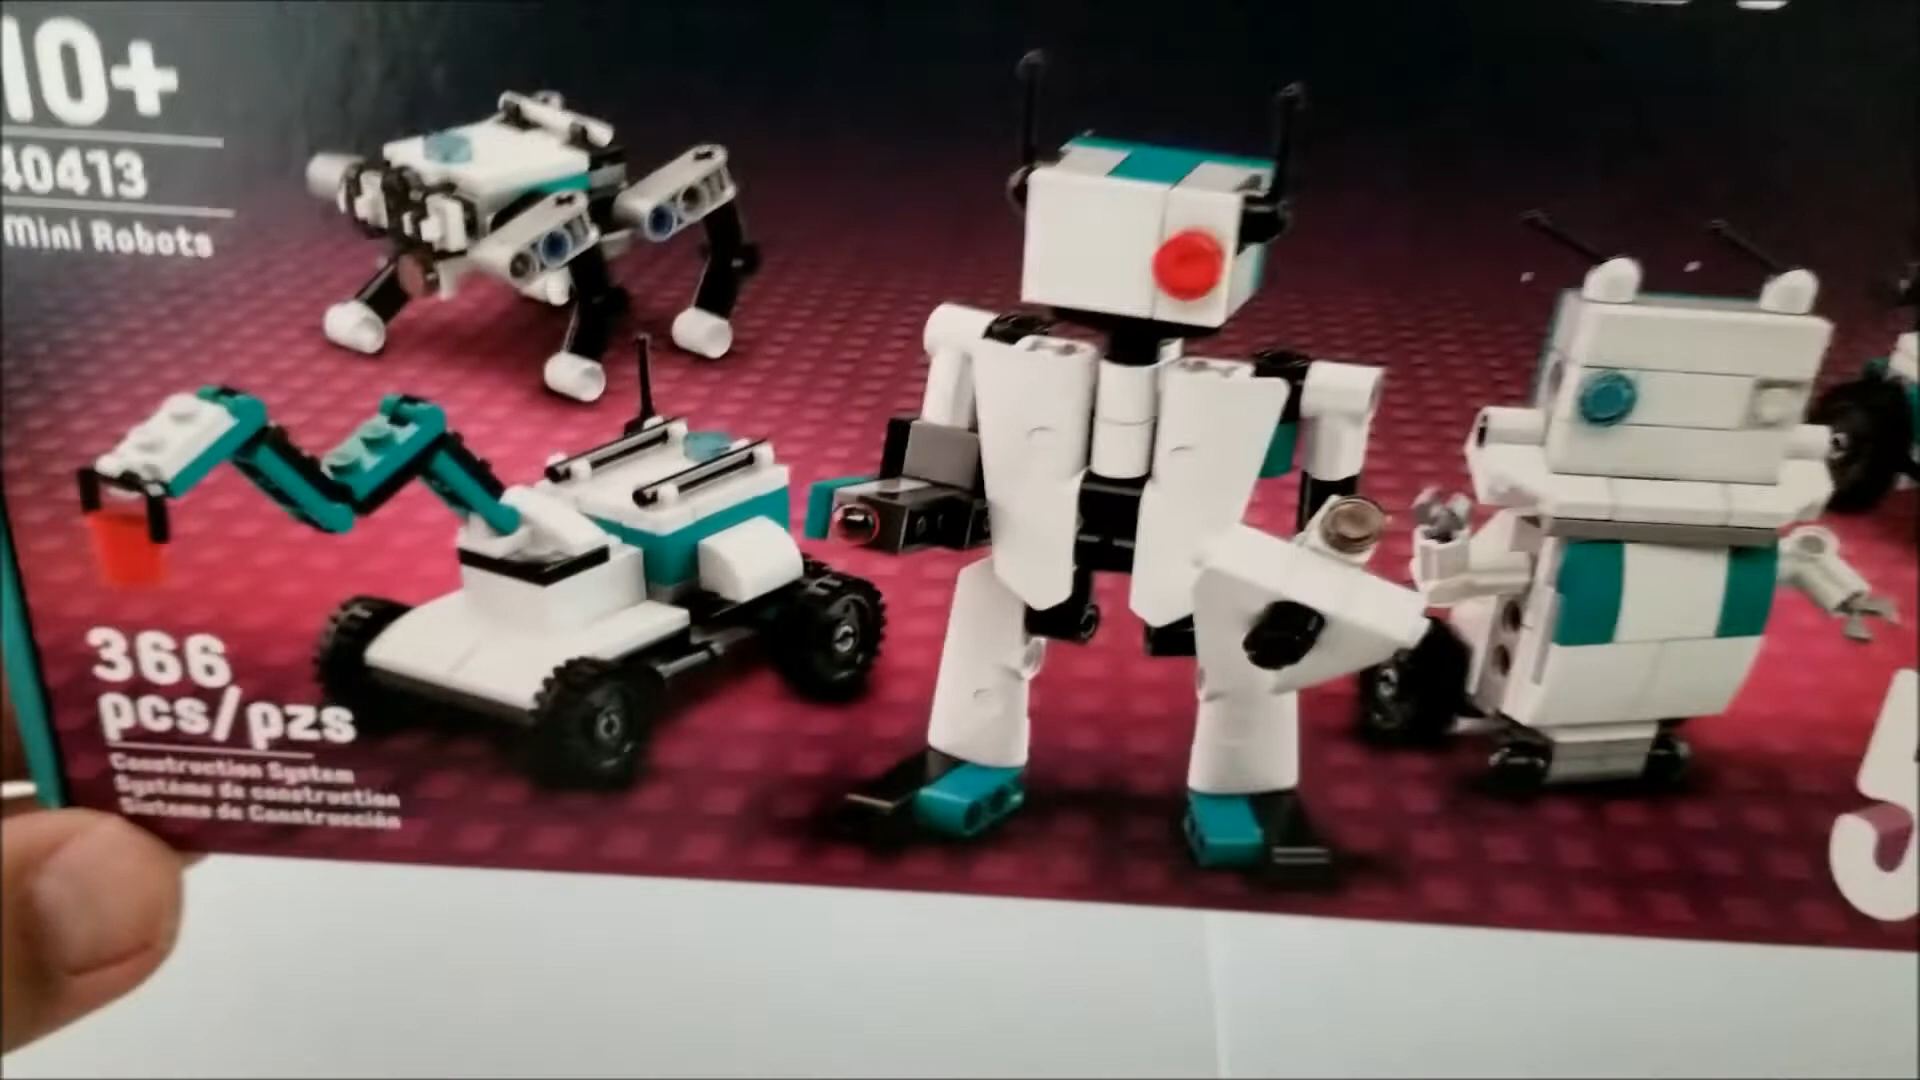 10+
40413
Mini Robots
366
pcs/pzs
Construction System
Système de construction
Sistema de Construcción